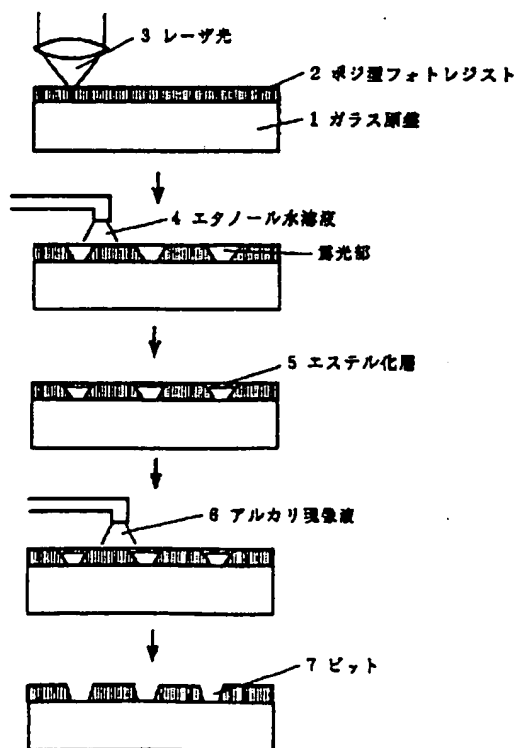 3 レーザ光
2 ポジ型フォトレジスト
1 ガラス原盤
4 エタノール水溶液
露光部
5 エステル化層
6 アルカリ現像液
7 ピット